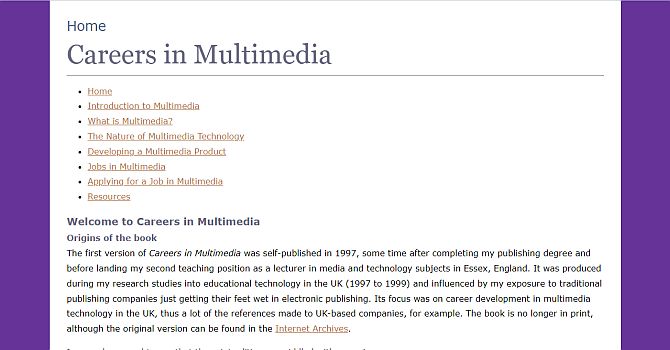 Home
Careers in Multimedia
Home
Introduction to Multimedia
What is Multimedia?
The Nature of Multimedia Technology
Developing a Multimedia Product
Jobs in Multimedia
Applying for a Job in Multimedia
Resources
Welcome to Careers in Multimedia
Origins of the book
The first version of Careers in Multimedia was self-published in 1997, some time after completing my publishing degree and
before landing my second teaching position as a lecturer in media and technology subjects in Essex, England. It was produced
during my research studies into educational technology in the UK (1997 to 1999) and influenced by my exposure to traditional
publishing companies just getting their feet wet in electronic publishing. Its focus was on career development in multimedia
technology in the UK, thus a lot of the references made to UK-based companies, for example. The book is no longer in print,
although the original version can be found in the Internet Archives.